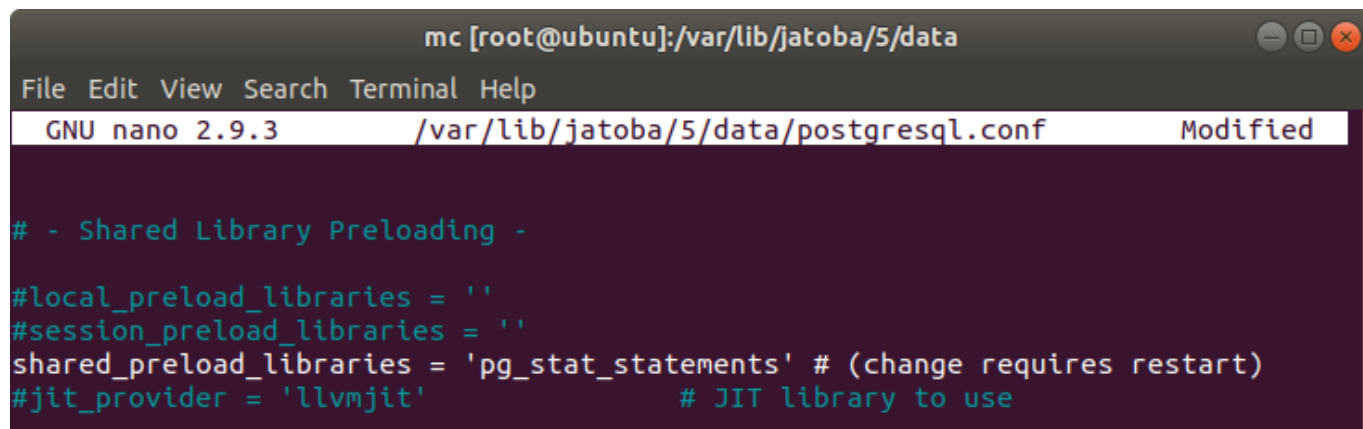 mc [root@ubuntu]:/var/lib/jatoba/5/data
File Edit View Search Terminal Help
GNU nano 2.9.3 /var/lib/jatoba/5/data/postgresql.conf Modified
# - Shared Library Preloading -
#local_preload_libraries = ''
#session_preload_libraries = ''
shared_preload_libraries = 'pg_stat_statements' # (change requires restart)
#jit_provider = 'llvmjit' # JIT library to use